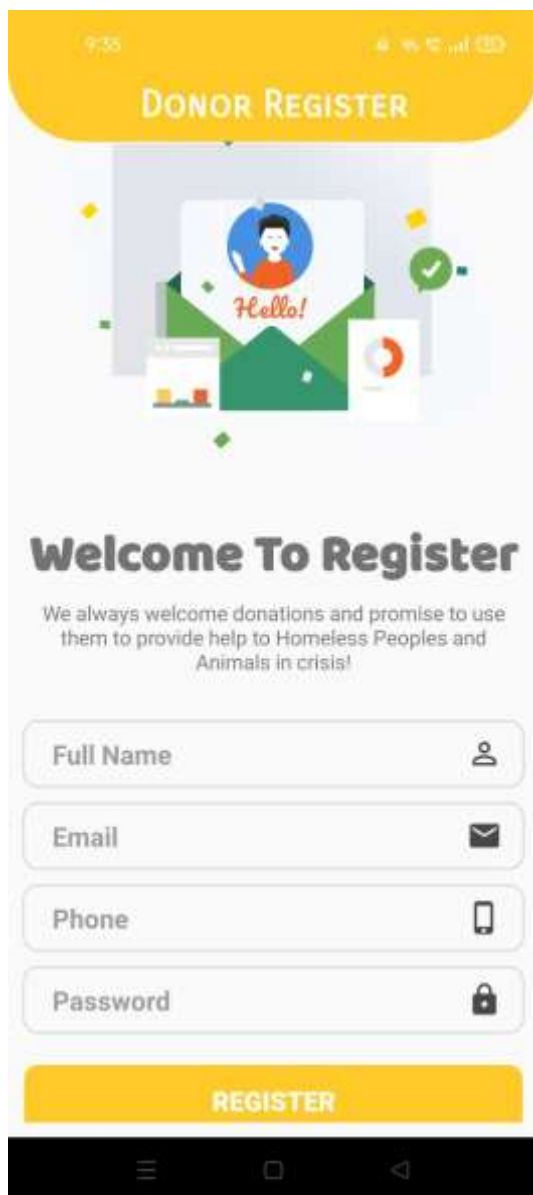 9:35
DONOR REGISTER
Hello!
Welcome To Register
We always welcome donations and promise to use
them to provide help to Homeless Peoples and
Animals in crisis!
Full Name
Email
Phone
Password
REGISTER